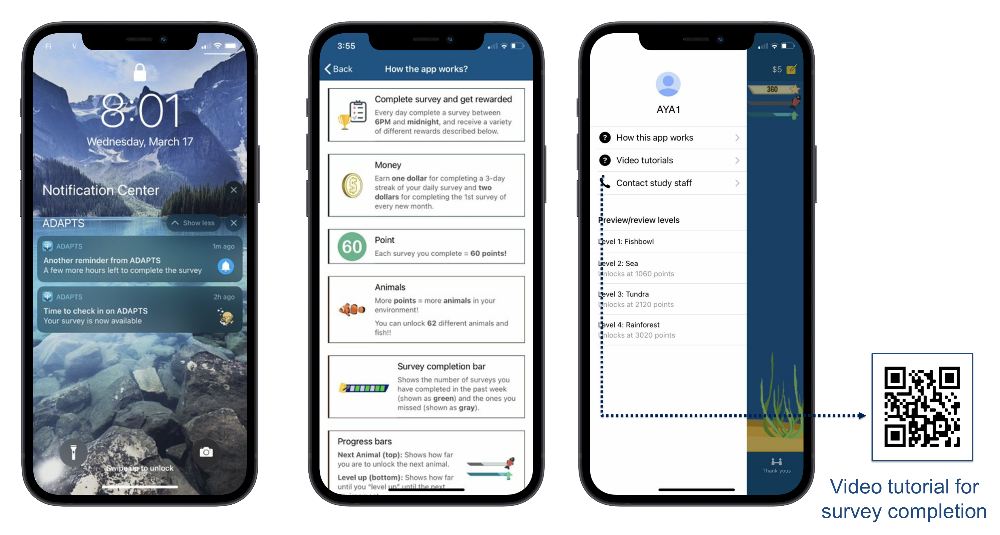 -Fi V
8:01
Wednesday, March 17
Notification Center
ADAPTS
Show less
ADAPTS 1m ago
Another reminder from ADAPTS
A few more hours left to complete the survey
ADAPTS 2h ago
Time to check in on ADAPTS
Your survey is now available
Swipe up to unlock
3:55
Back How the app works?
Complete survey and get rewarded
Every day complete a survey between
6PM and midnight, and receive a variety
of different rewards described below.
Money
Earn one dollar for completing a 3-day
streak of your daily survey and two
dollars for completing the 1st survey of
every new month.
60
Point
Each survey you complete = 60 points!
Animals
More points = more animals in your
environment!
You can unlock 62 different animals and
fish!!
Survey completion bar
Shows the number of surveys you
have completed in the past week
(shown as green) and the ones you
missed (shown as gray).
Progress bars
Next Animal (top): Shows how far
you are to unlock the next animal.
Level up (bottom): Shows how far
until you "level up" until the next
AYA1
How this app works
Video tutorials
Contact study staff
Preview/review levels
Level 1: Fishbowl
Level 2: Sea
Unlocks at 1060 points
Level 3: Tundra
Unlocks at 2120 points
Level 4: Rainforest
Unlocks at 3020 points
$5
360
Thank yous
Video tutorial for
survey completion